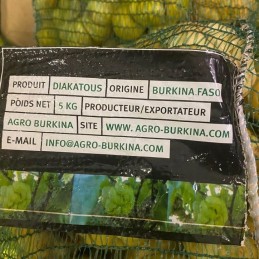 PRODUIT DIAKATOUS ORIGINE BURKINA FASO
POIDS NET 5 KG PRODUCTEUR/EXPORTATEUR
AGRO BURKINA SITE WWW. AGRO-BURKINA.COM
E-MAIL INFO@AGRO-BURKINA.COM